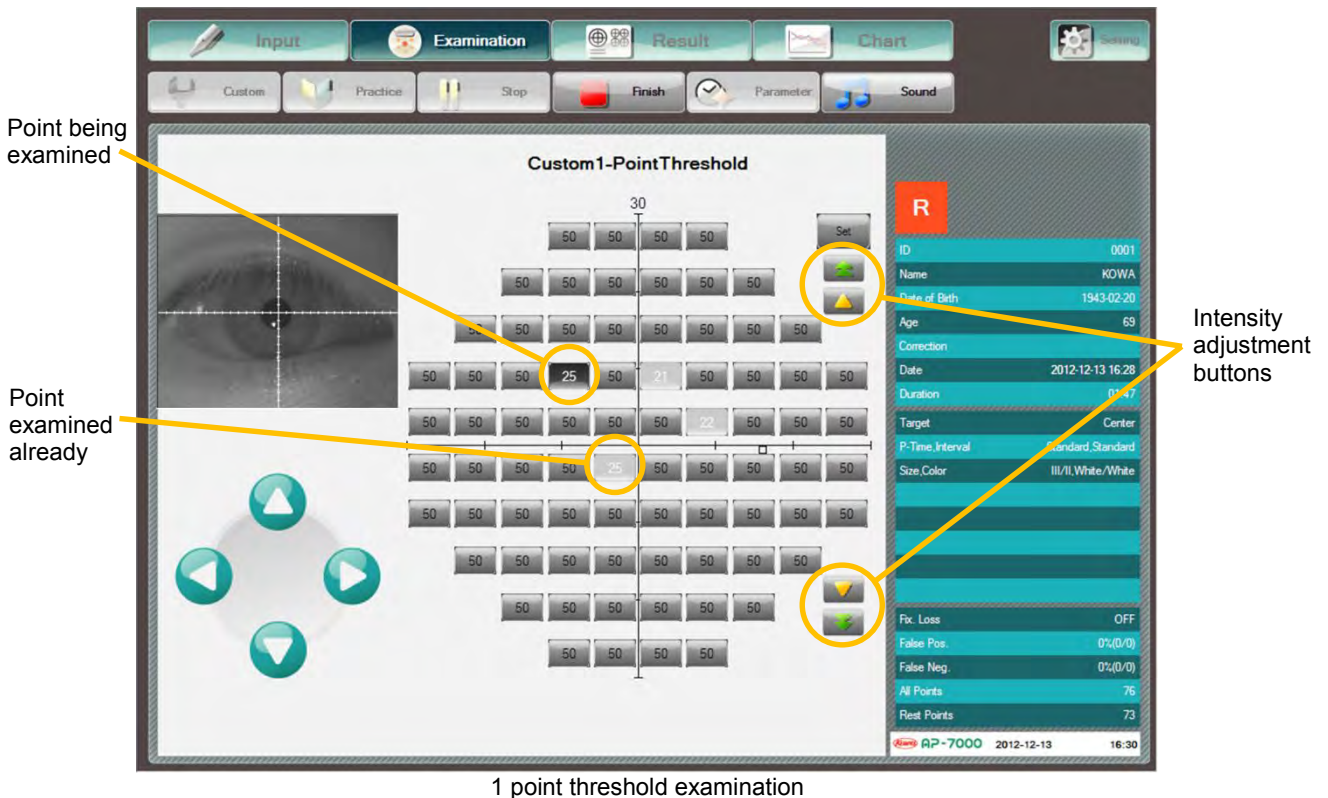 Input Examination Result Chart Setting
Custom Practice Stop Finish Parameter Sound
Point being
examined
Point
examined
already
Custom1-PointThreshold
30
50 50 50 50
Set
50 50 50 50 50 50
50 50 50 50 50 50 50 50
50 50 50 25 50 21 50 50 50 50
50 50 50 50 50 50 22 50 50 50
50 50 50 50 25 50 50 50 50 50
50 50 50 50 50 50 50 50 50 50
50 50 50 50 50 50 50 50
50 50 50 50 50 50
50 50 50 50
R
ID 0001
Name KOWA
Date of Birth 1943-02-20
Age 69
Correction
Date 2012-12-13 16:28
Duration 01:47
Target Center
P-Time,Interval Standard,Standard
Size,Color III/II,White/White
Fix. Loss OFF
False Pos. 0%(0/0)
False Neg. 0%(0/0)
All Points 76
Rest Points 73
Kowa AP-7000 2012-12-13 16:30
Intensity
adjustment
buttons
1 point threshold examination